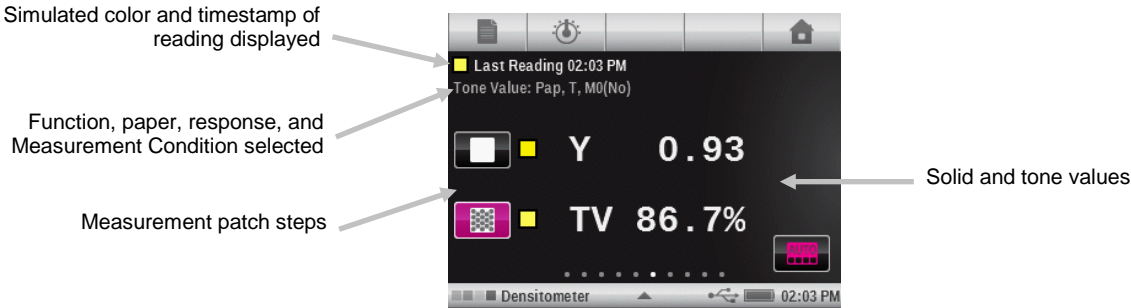 Simulated color and timestamp of
reading displayed
Last Reading 02:03 PM
Tone Value: Pap, T, M0(No)
Function, paper, response, and
Measurement Condition selected
Y 0.93
Solid and tone values
Measurement patch steps
TV 86.7%
AUTO
Densitometer 02:03 PM